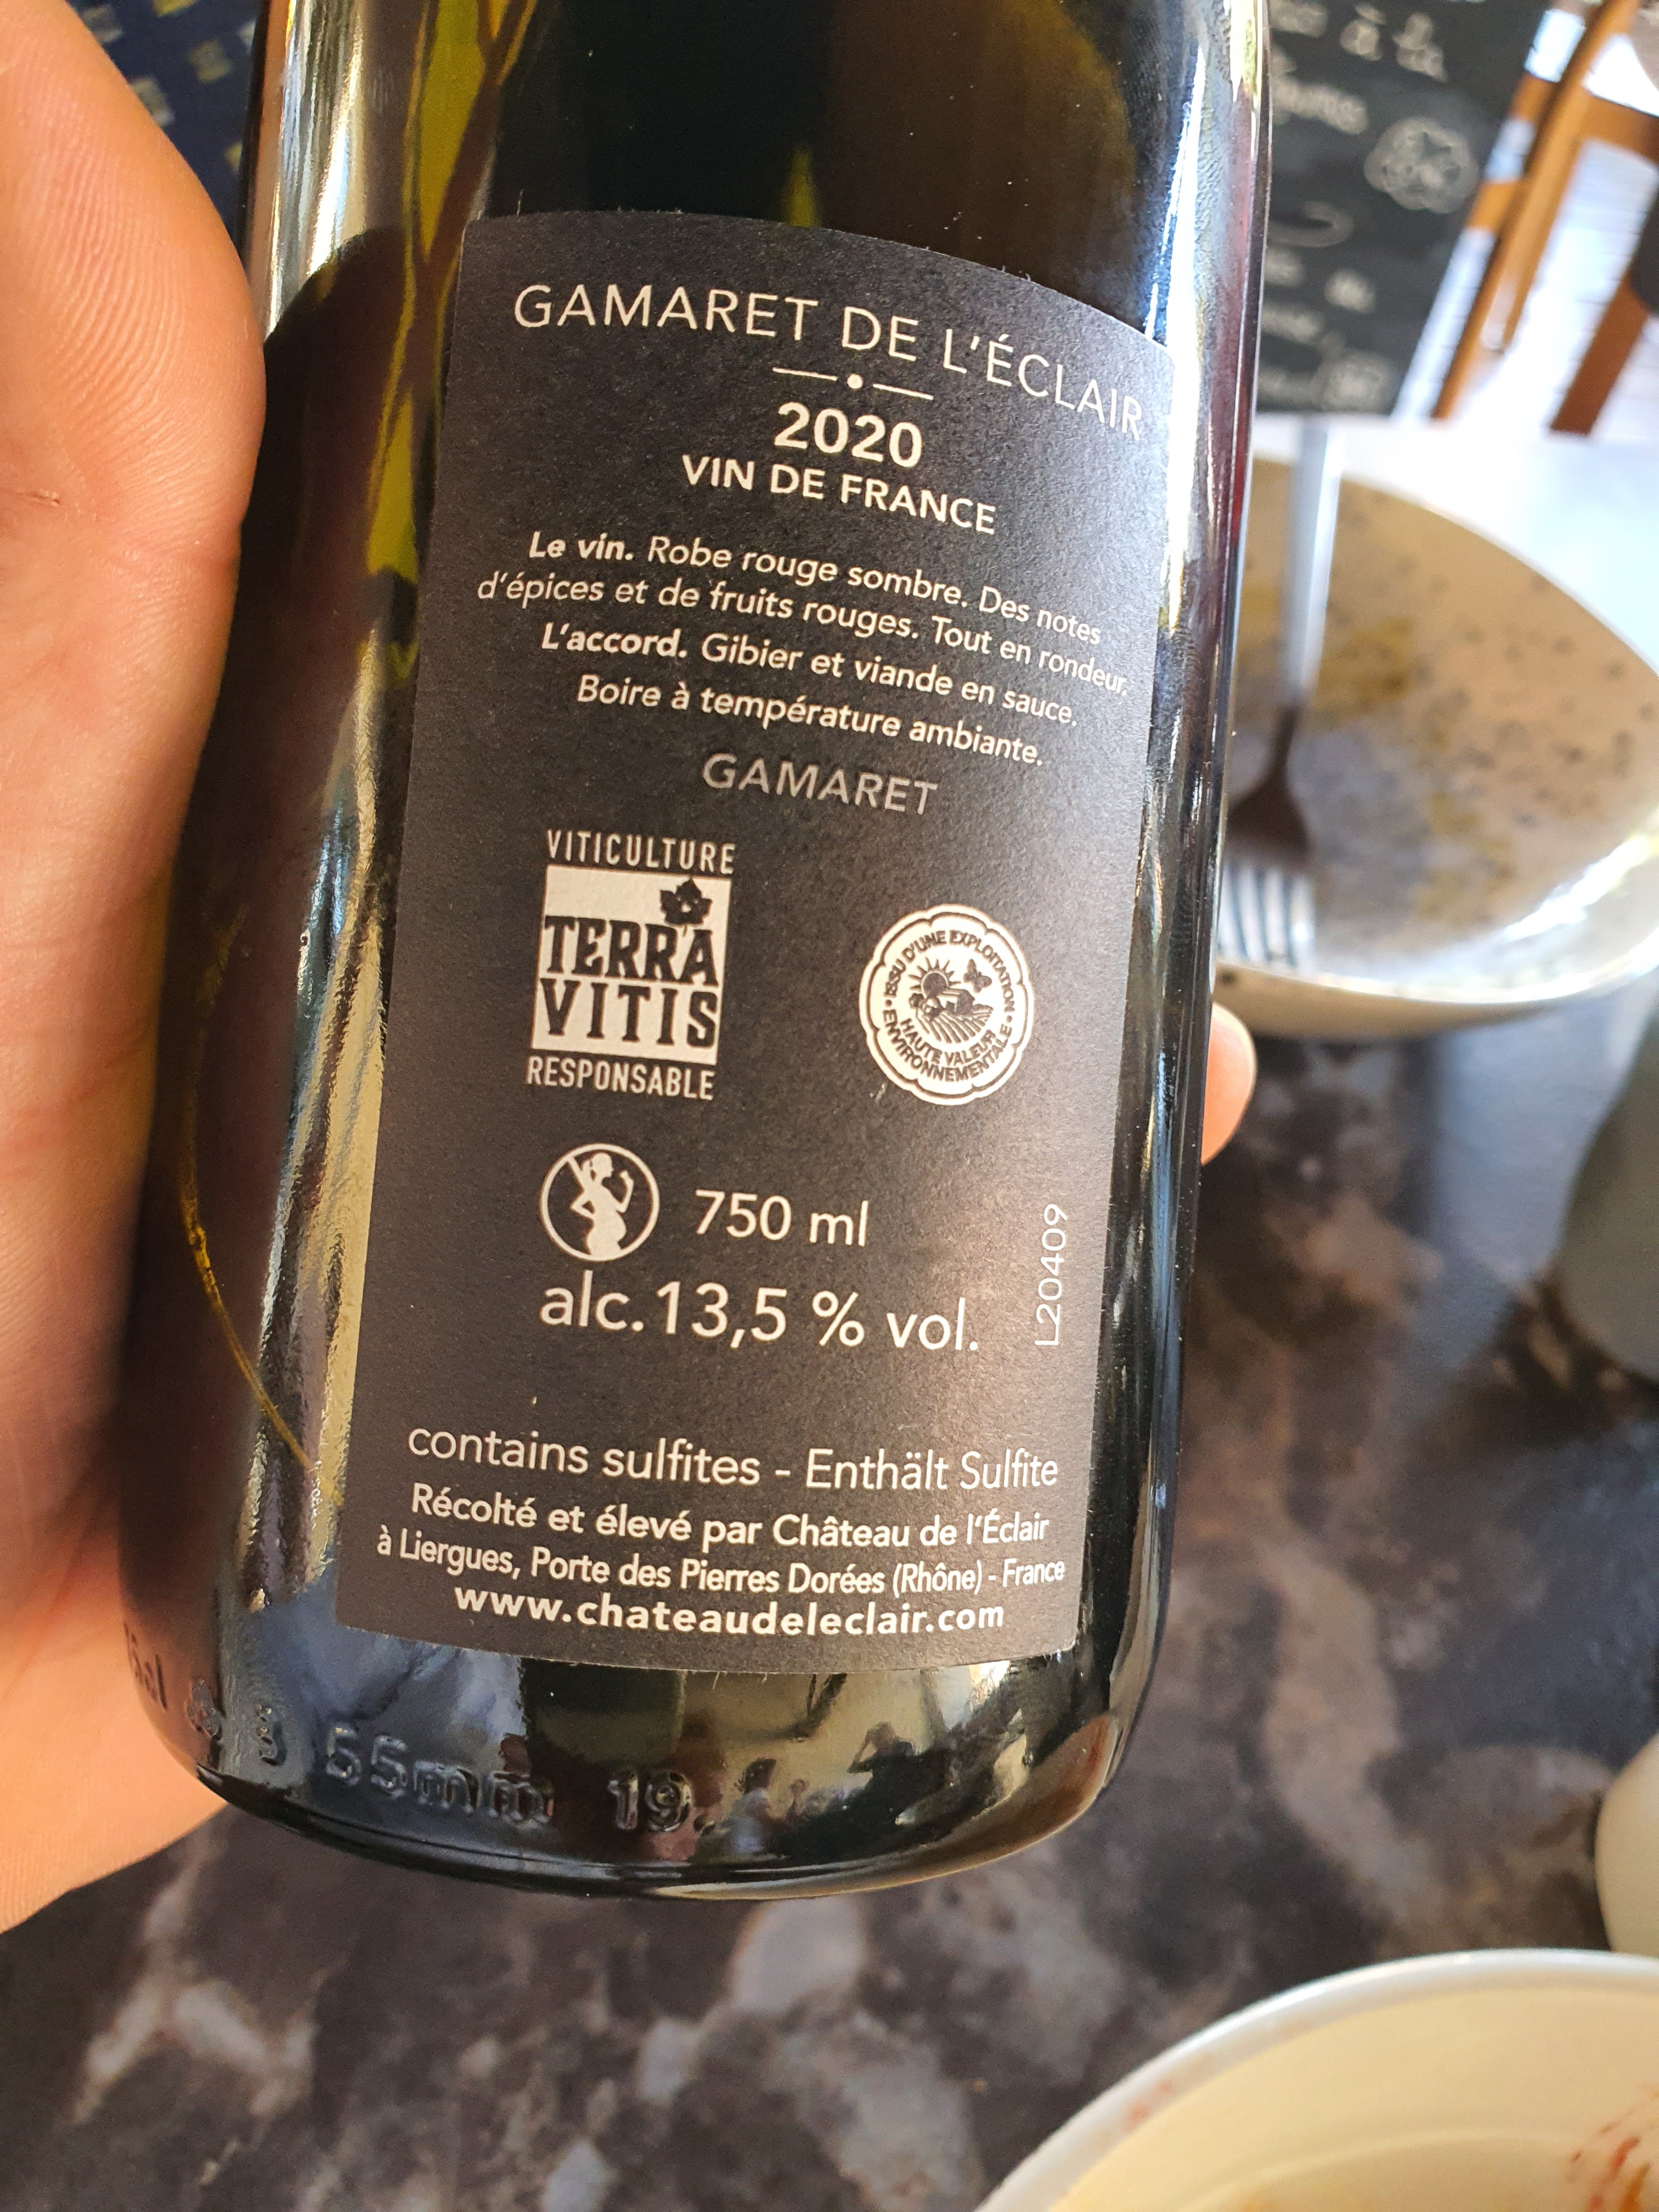 GAMARET DE L'ÉCLAIR
2020
VIN DE FRANCE
Le vin. Robe rouge sombre. Des notes
d'épices et de fruits rouges. Tout en rondeur.
L'accord. Gibier et viande en sauce.
Boire à température ambiante.
GAMARET
VITICULTURE
TERRA
VITIS
RESPONSABLE
ISSU D'UNE EXPLOITATION
HAUTE VALEUR
ENVIRONNEMENTALE
750 ml
alc.13,5 % vol.
L20409
contains sulfites - Enthält Sulfite
Récolté et élevé par Château de l'Éclair
à Liergues, Porte des Pierres Dorées (Rhône) - France
www.chateaudeleclair.com
55mm 19
à la